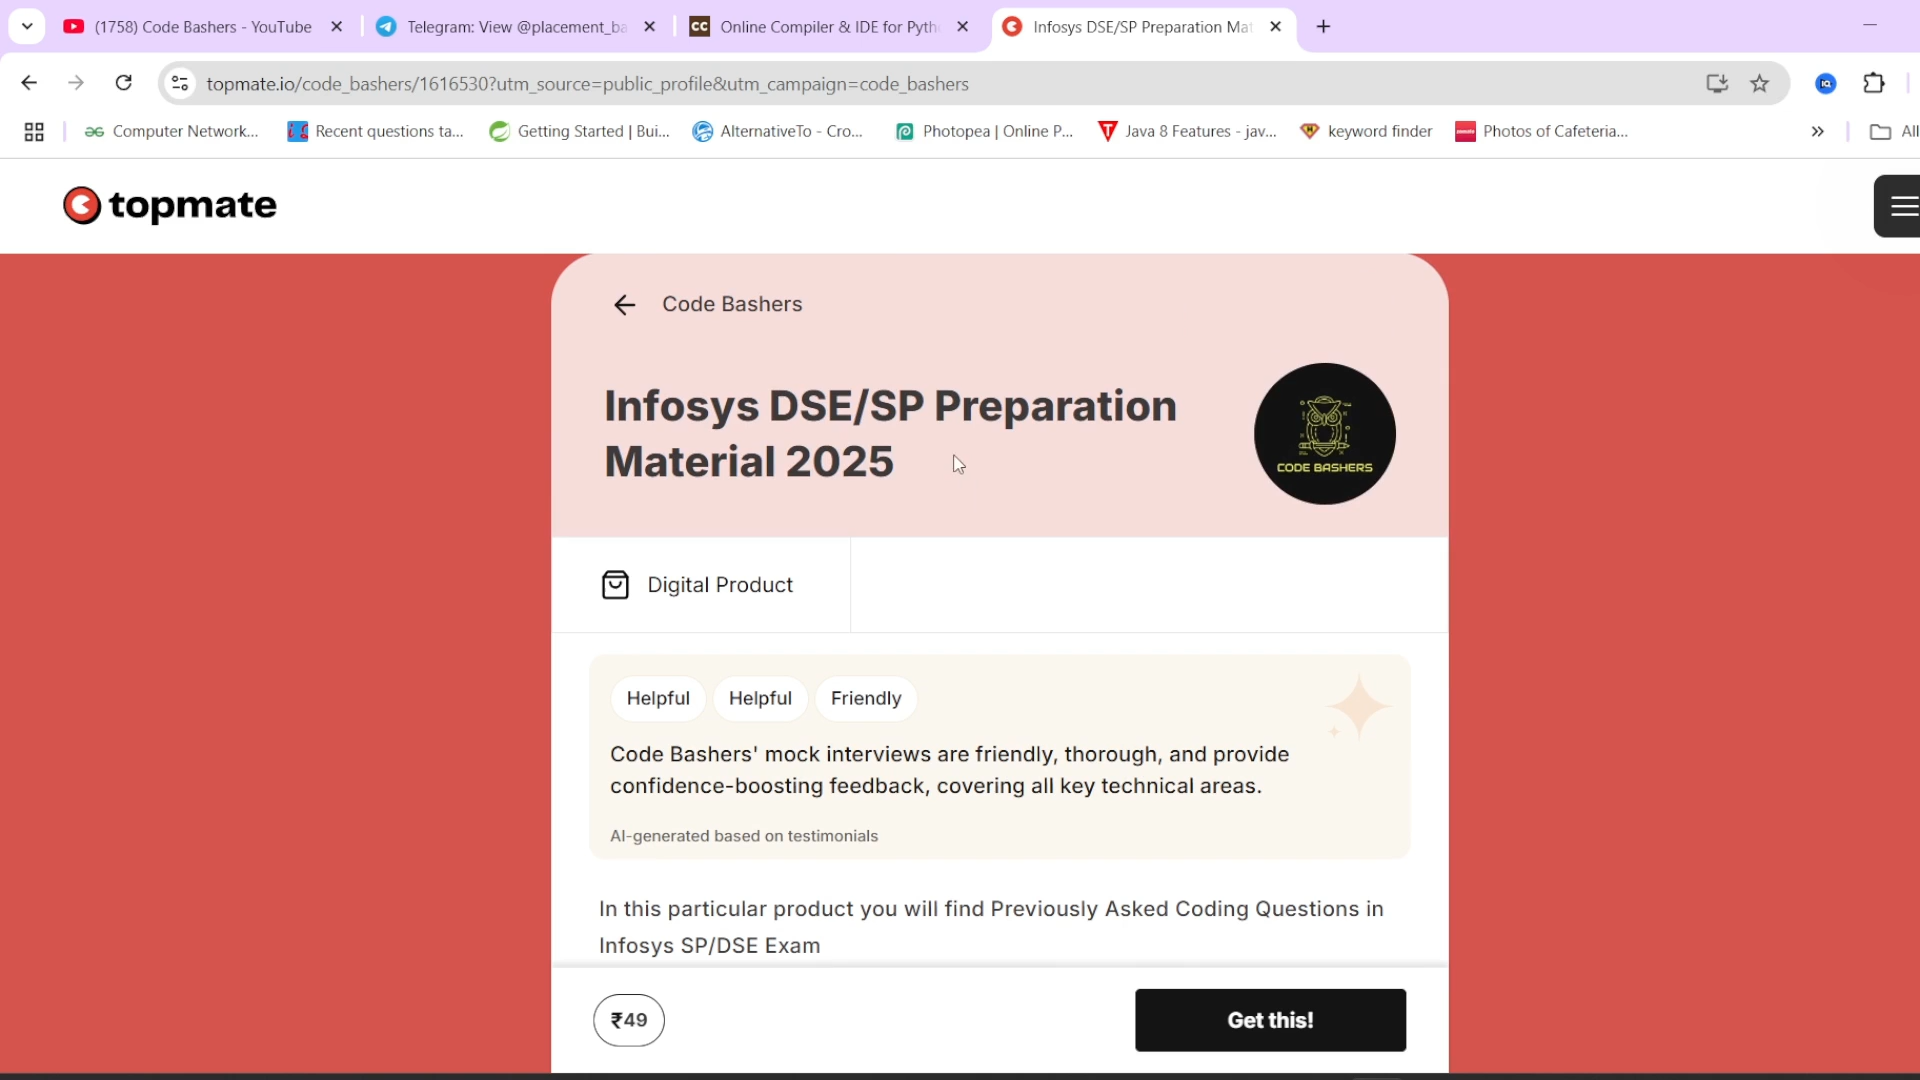 (1758) Code Bashers - YouTube
Telegram: View @placement_ba
CC Online Compiler & IDE for Pyth
Infosys DSE/SP Preparation Mat
topmate.io/code_bashers/1616530?utm_source=public_profile&utm_campaign=code_bashers
Computer Network...
Recent questions ta...
Getting Started | Bui...
AlternativeTo - Cro...
Photopea | Online P...
Java 8 Features - jav...
keyword finder
Photos of Cafeteria...
»
All
topmate
Code Bashers
Infosys DSE/SP Preparation
Material 2025
CODE BASHERS
Digital Product
Helpful Helpful Friendly
Code Bashers' mock interviews are friendly, thorough, and provide
confidence-boosting feedback, covering all key technical areas.
AI-generated based on testimonials
In this particular product you will find Previously Asked Coding Questions in
Infosys SP/DSE Exam
₹49
Get this!